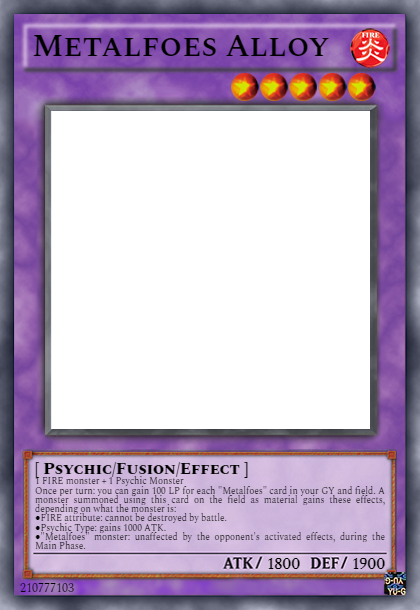 METALFOES ALLOY
FIRE
炎
[ PSYCHIC/FUSION/EFFECT ]
1 FIRE monster + 1 Psychic Monster
Once per turn: you can gain 100 LP for each "Metalfoes" card in your GY and field. A
monster summoned using this card on the field as material gains these effects,
depending on what the monster is:
●FIRE attribute: cannot be destroyed by battle.
●Psychic Type: gains 1000 ATK.
●"Metalfoes" monster: unaffected by the opponent's activated effects, during the
Main Phase.
ATK/ 1800 DEF/ 1900
210777103
YU-G